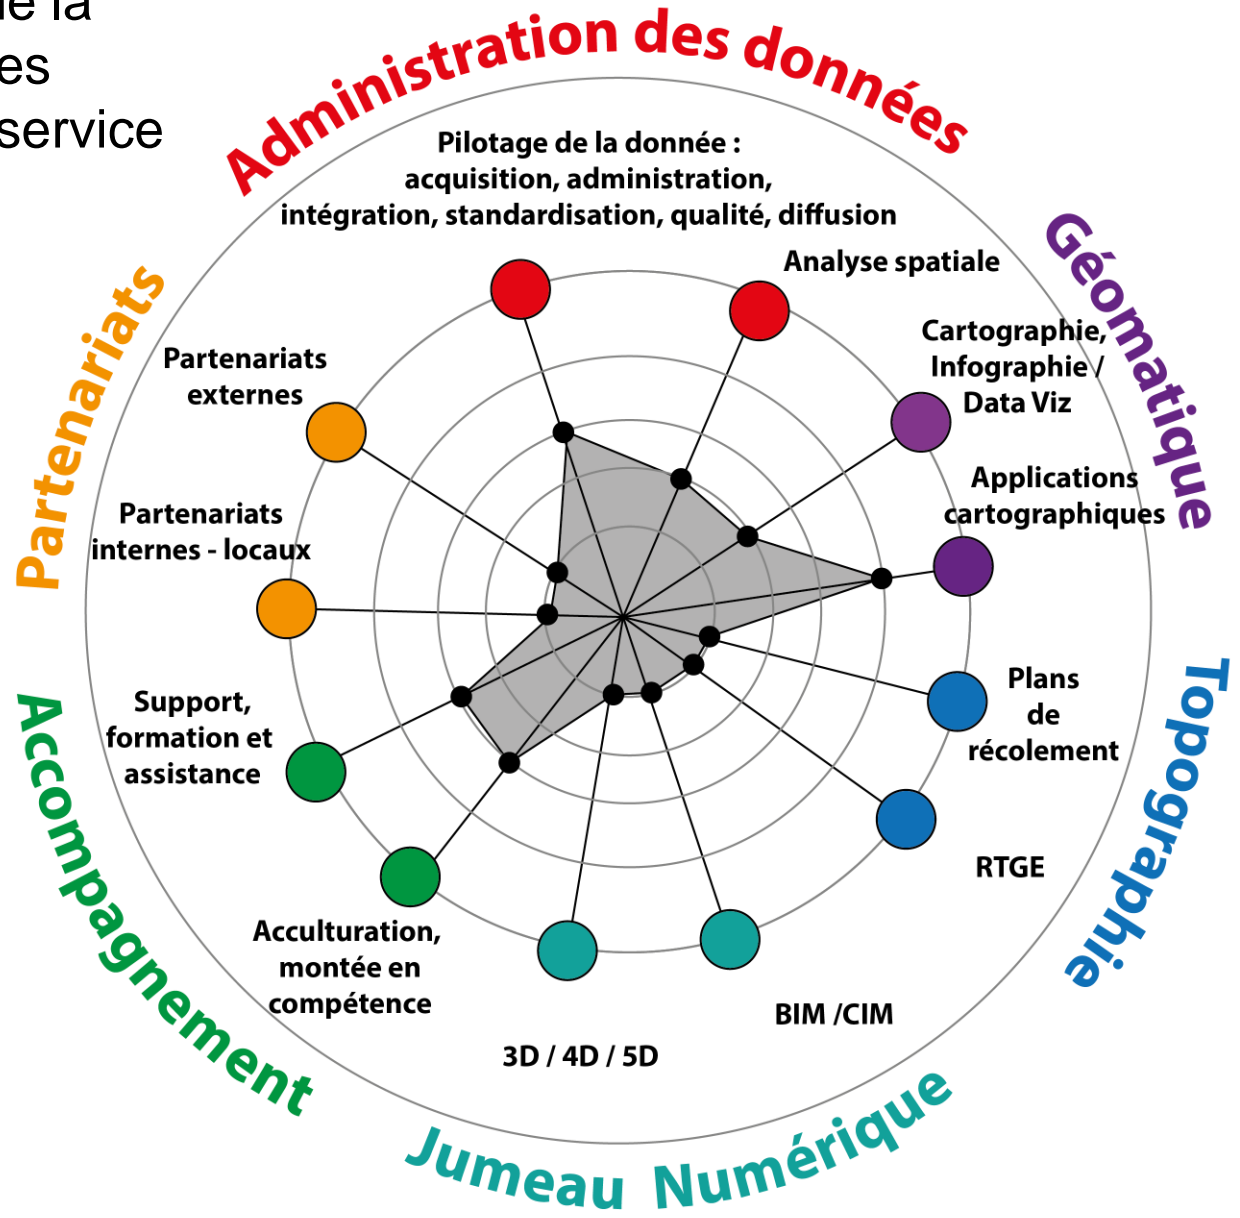 de la
es
service
Administration des données
Pilotage de la donnée :
acquisition, administration,
intégration, standardisation, qualité, diffusion
Analyse spatiale
Géomatique
Cartographie,
Infographie /
Data Viz
Applications
cartographiques
Topographie
Plans
de
récolement
RTGE
BIM /CIM
3D / 4D / 5D
Jumeau Numérique
Acculturation,
montée en
compétence
Accompagnement
Support,
formation et
assistance
Partenariats
internes - locaux
Partenariats
externes
Partenariats